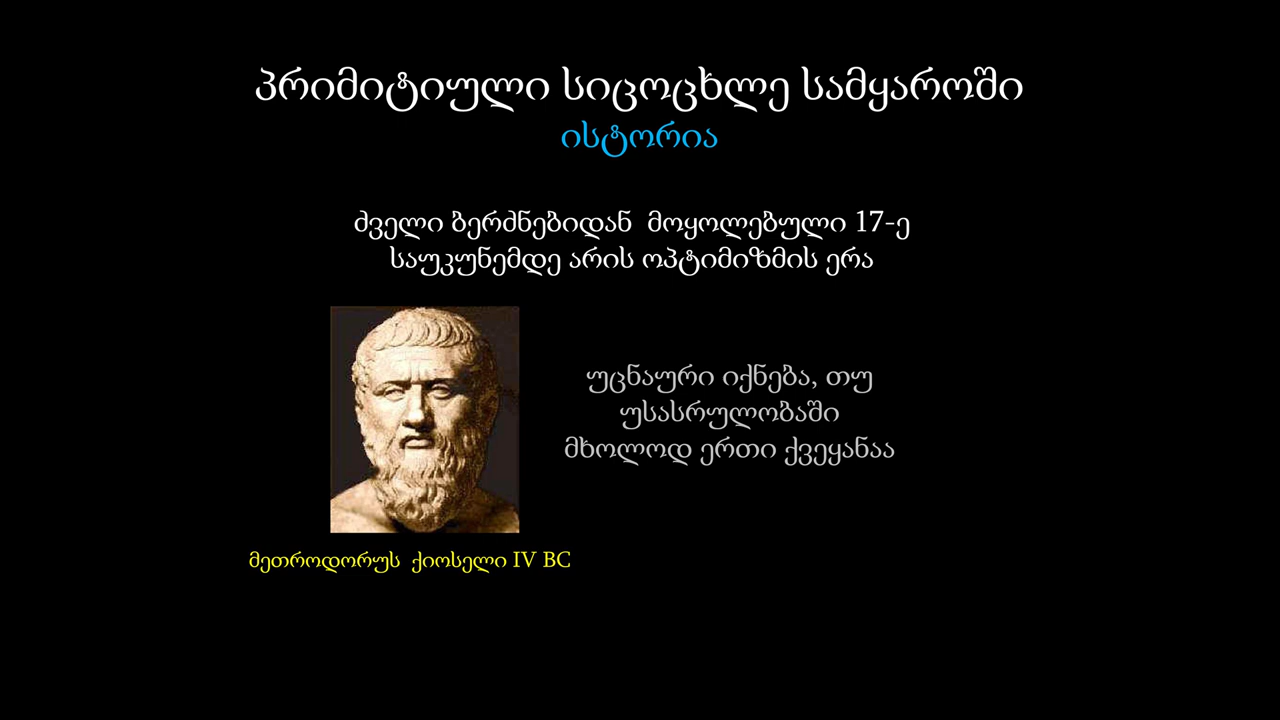 პრიმიტიული სიცოცხლე სამყაროში
ისტორია
ძველი ბერძნებიდან მოყოლებული 17-ე
საუკუნემდე არის ოპტიმიზმის ერა
უცნაური იქნება, თუ
უსასრულობაში
მხოლოდ ერთი ქვეყანაა
მეთროდორუს ქიოსელი IV BC